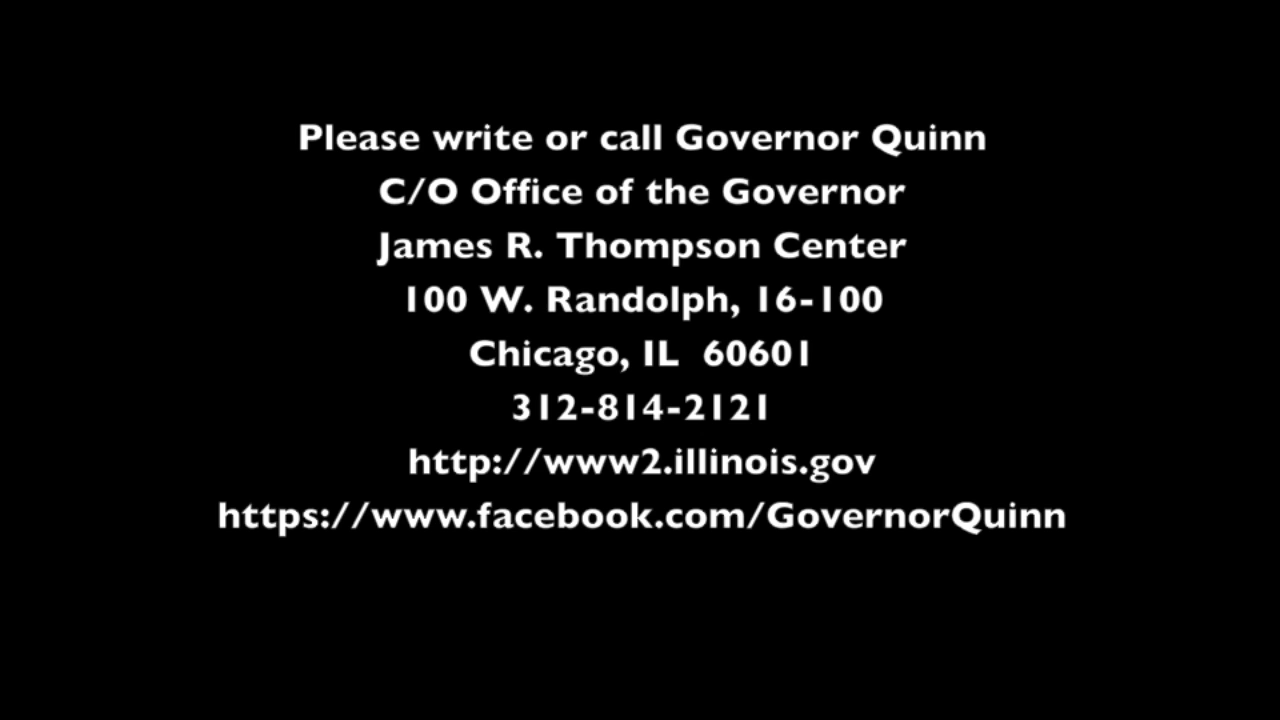 Please write or call Governor Quinn
C/O Office of the Governor
James R. Thompson Center
100 W. Randolph, 16-100
Chicago, IL  60601
312-814-2121
http://www2.illinois.gov
https://www.facebook.com/GovernorQuinn